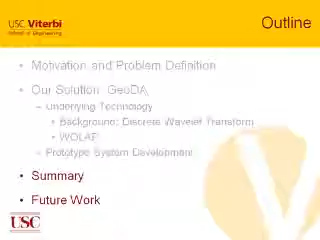 USC Viterbi
School of Engineering
Outline
• Motivation and Problem Definition
• Our Solution: GeoDA
– Underlying Technology
• Background: Discrete Wavelet Transform
• WOLAP
– Prototype System Development
• Summary
• Future Work
USC